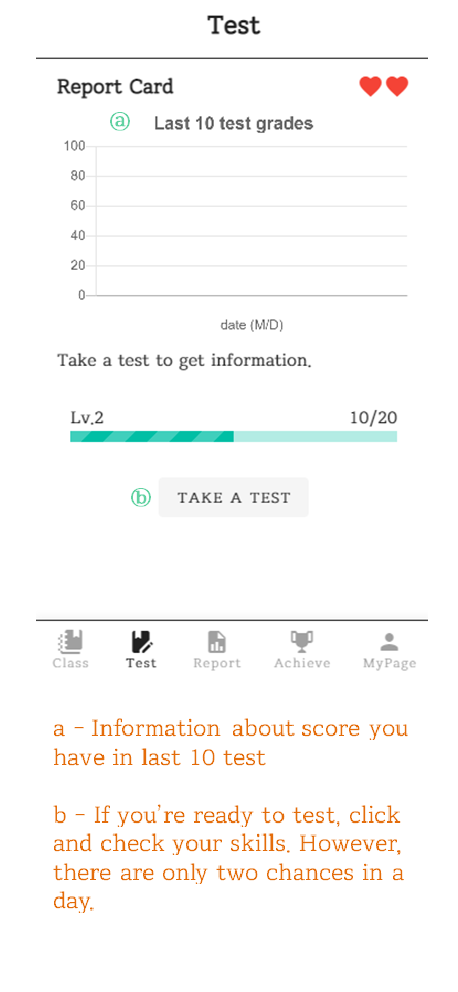 Test
Report Card
ⓐ Last 10 test grades
100
80
60
40
20
0
date (M/D)
Take a test to get information.
Lv.2 10/20
ⓑ TAKE A TEST
Class Test Report Achieve MyPage
a - Information about score you
have in last 10 test
b - If you're ready to test, click
and check your skills. However,
there are only two chances in a
day.